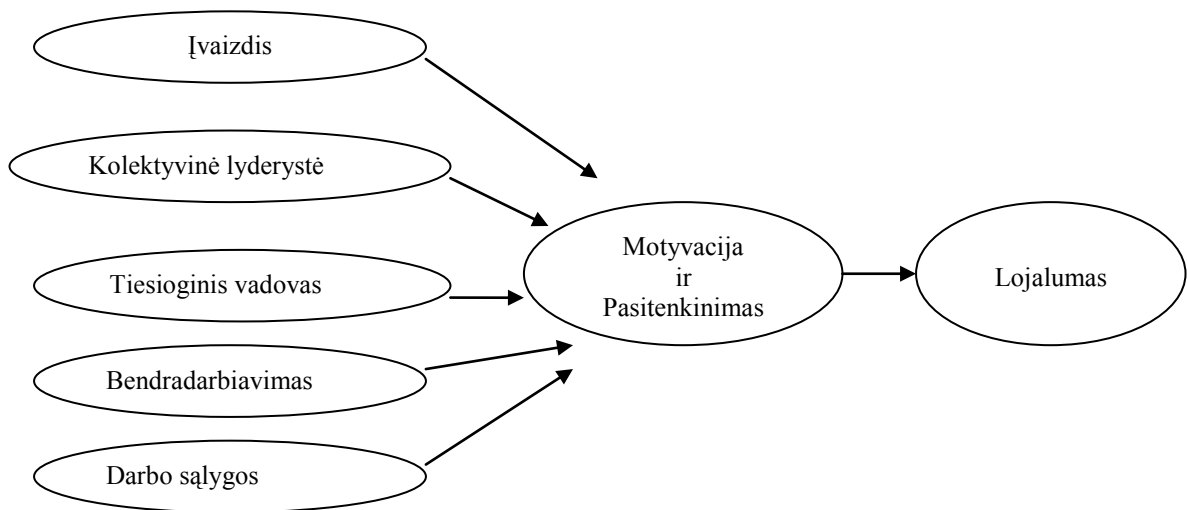 Įvaizdis
Kolektyvinė lyderystė
Tiesioginis vadovas
Bendradarbiavimas
Darbo sąlygos
Motyvacija
ir
Pasitenkinimas
Lojalumas